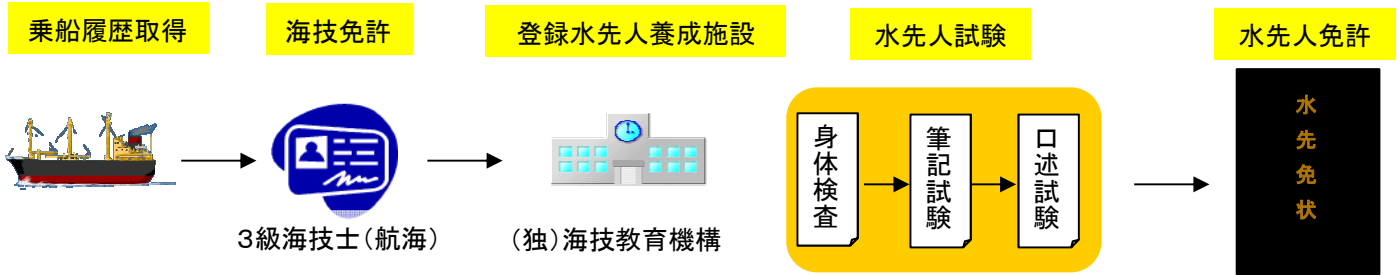 乗船履歴取得
海技免許
登録水先人養成施設
水先人試験
水先人免許
身体検査
筆記試験
口述試験
水先免状
3級海技士(航海)
(独)海技教育機構